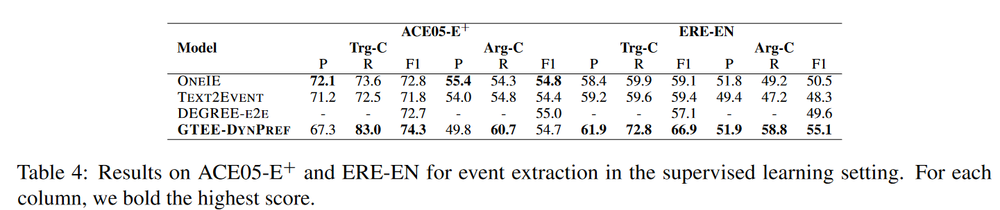 ACE05-E+ ERE-EN
Model Trg-C Arg-C Trg-C Arg-C
P R F1 P R F1 P R F1 P R F1
ONEIE 72.1 73.6 72.8 55.4 54.3 54.8 58.4 59.9 59.1 51.8 49.2 50.5
TEXT2EVENT 71.2 72.5 71.8 54.0 54.8 54.4 59.2 59.6 59.4 49.4 47.2 48.3
DEGREE-E2E - - 72.7 - - 55.0 - - 57.1 - - 49.6
GTEE-DYNPREF 67.3 83.0 74.3 49.8 60.7 54.7 61.9 72.8 66.9 51.9 58.8 55.1
Table 4: Results on ACE05-E+ and ERE-EN for event extraction in the supervised learning setting. For each
column, we bold the highest score.